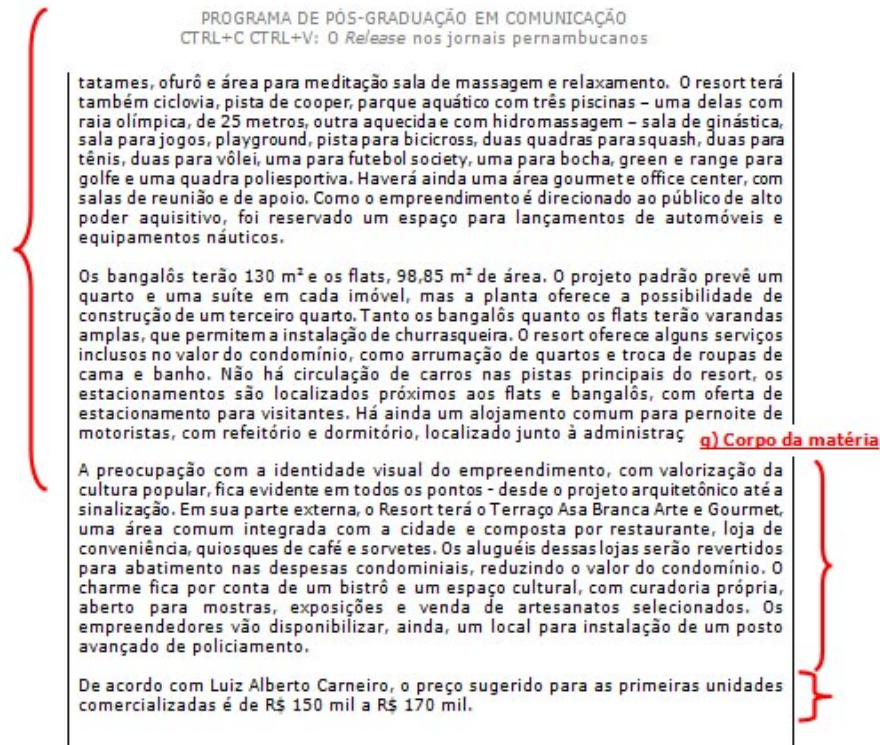 PROGRAMA DE PÓS-GRADUAÇÃO EM COMUNICAÇÃO
CTRL+C CTRL+V: O Release nos jornais pernambucanos
tatames, ofurô e área para meditação sala de massagem e relaxamento. O resort terá
também ciclovia, pista de cooper, parque aquático com três piscinas – uma delas com
raia olímpica, de 25 metros, outra aquecida e com hidromassagem – sala de ginástica,
sala para jogos, playground, pista para bicicross, duas quadras para squash, duas para
tênis, duas para vôlei, uma para futebol society, uma para bocha, green e range para
golfe e uma quadra poliesportiva. Haverá ainda uma área gourmet e office center, com
salas de reunião e de apoio. Como o empreendimento é direcionado ao público de alto
poder aquisitivo, foi reservado um espaço para lançamentos de automóveis e
equipamentos náuticos.
Os bangalôs terão 130 m² e os flats, 98,85 m² de área. O projeto padrão prevê um
quarto e uma suíte em cada imóvel, mas a planta oferece a possibilidade de
construção de um terceiro quarto. Tanto os bangalôs quanto os flats terão varandas
amplas, que permitem a instalação de churrasqueira. O resort oferece alguns serviços
inclusos no valor do condomínio, como arrumação de quartos e troca de roupas de
cama e banho. Não há circulação de carros nas pistas principais do resort, os
estacionamentos são localizados próximos aos flats e bangalôs, com oferta de
estacionamento para visitantes. Há ainda um alojamento comum para pernoite de
motoristas, com refeitório e dormitório, localizado junto à administraç
g) Corpo da matéria
A preocupação com a identidade visual do empreendimento, com valorização da
cultura popular, fica evidente em todos os pontos - desde o projeto arquitetônico até a
sinalização. Em sua parte externa, o Resort terá o Terraço Asa Branca Arte e Gourmet,
uma área comum integrada com a cidade e composta por restaurante, loja de
conveniência, quiosques de café e sorvetes. Os aluguéis dessas lojas serão revertidos
para abatimento nas despesas condominiais, reduzindo o valor do condomínio. O
charme fica por conta de um bistrô e um espaço cultural, com curadoria própria,
aberto para mostras, exposições e venda de artesanatos selecionados. Os
empreendedores vão disponibilizar, ainda, um local para instalação de um posto
avançado de policiamento.
De acordo com Luiz Alberto Carneiro, o preço sugerido para as primeiras unidades
comercializadas é de R$ 150 mil a R$ 170 mil.